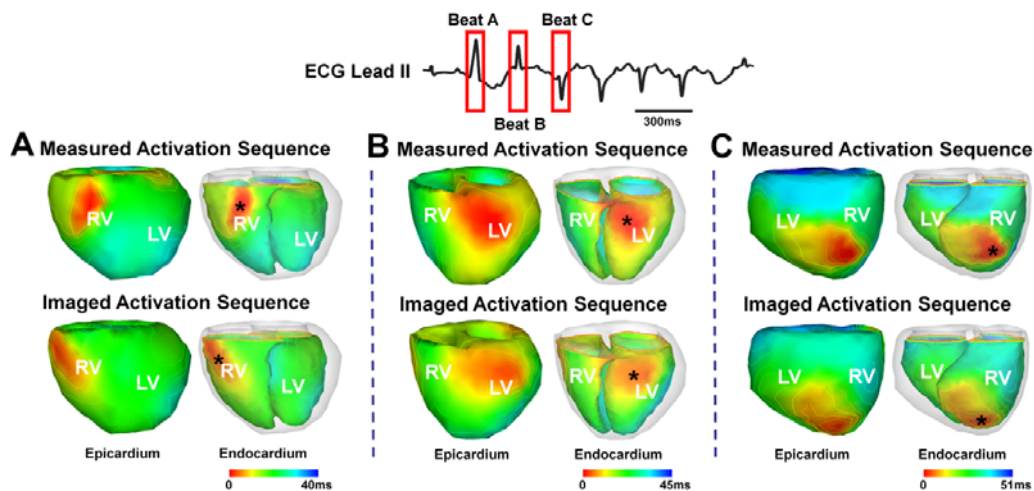 Beat A
Beat C
ECG Lead II
Beat B
300ms
A
Measured Activation Sequence
RV
LV
*
RV
LV
Imaged Activation Sequence
RV
LV
*
RV
LV
Epicardium
Endocardium
0
40ms
B
Measured Activation Sequence
RV
LV
RV
*
LV
Imaged Activation Sequence
RV
LV
RV
*
LV
Epicardium
Endocardium
0
45ms
C
Measured Activation Sequence
LV
RV
LV
RV
*
Imaged Activation Sequence
LV
RV
LV
RV
*
Epicardium
Endocardium
0
51ms